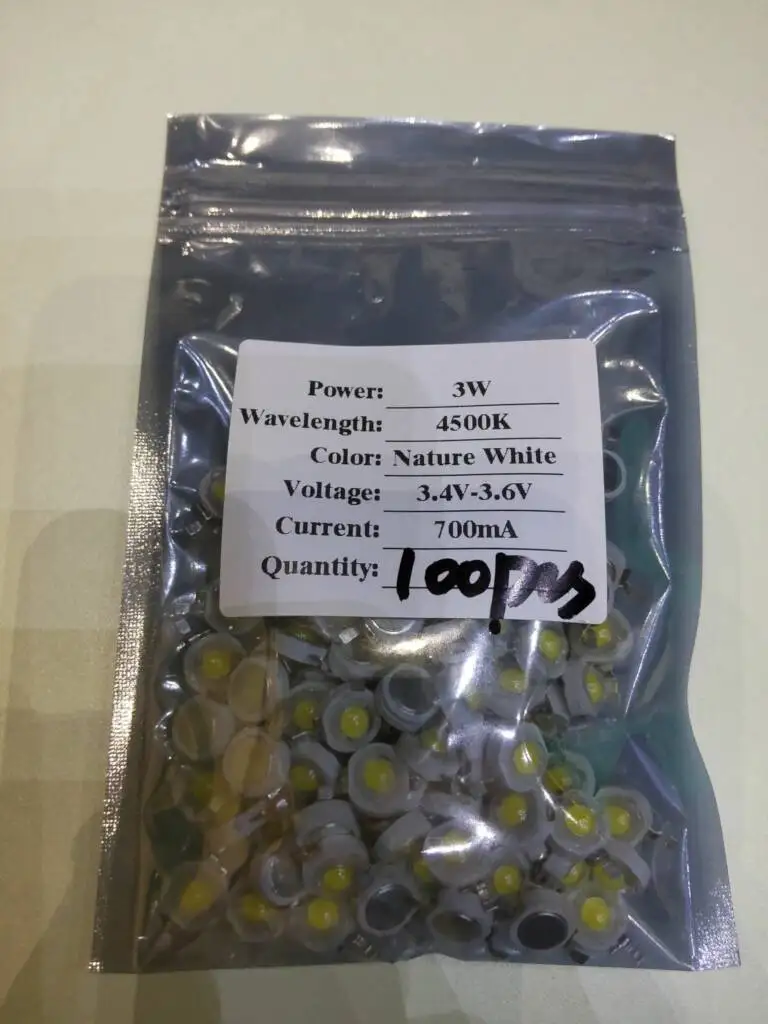 Power: 3W
Wavelength: 4500K
Color: Nature White
Voltage: 3.4V-3.6V
Current: 700mA
Quantity: 100pcs